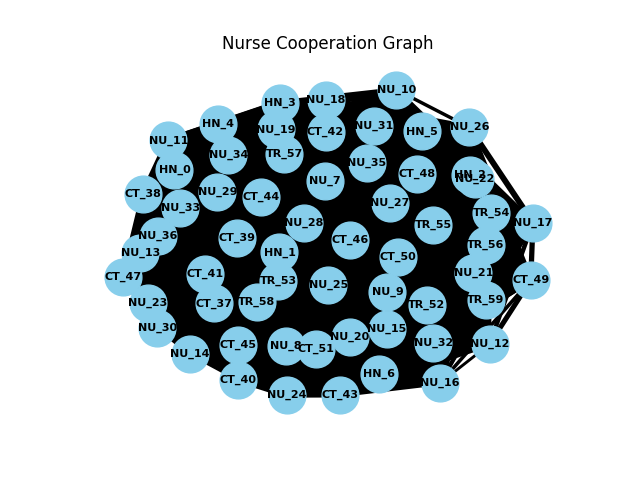 Nurse Cooperation Graph
NU_10
HN_3
NU_18
HN_4
NU_19
CT_42
NU_31
HN_5
NU_26
NU_11
NU_34
TR_57
NU_35
HN_0
CT_48
HN_2
NU_22
NU_7
CT_38
NU_29
CT_44
NU_33
NU_27
TR_54
NU_28
TR_55
NU_17
NU_36
CT_39
CT_46
TR_56
NU_13
HN_1
CT_50
CT_47
CT_41
TR_53
NU_25
NU_21
CT_49
NU_23
CT_37
TR_58
NU_9
TR_52
TR_59
NU_30
NU_15
NU_14
CT_45
NU_8
CT_51
NU_20
NU_32
NU_12
CT_40
HN_6
NU_16
NU_24
CT_43